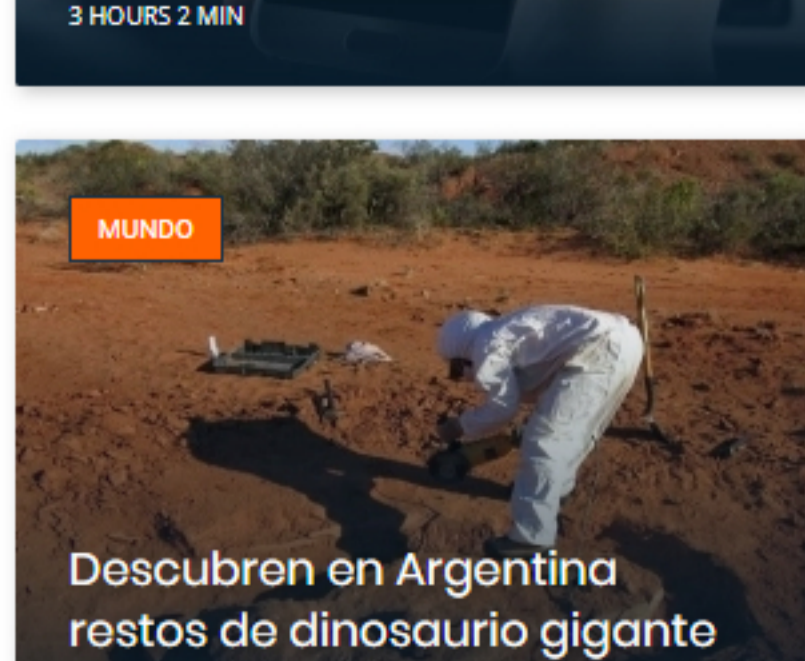 3 HOURS 2 MIN
MUNDO
Descubren en Argentina
restos de dinosaurio gigante